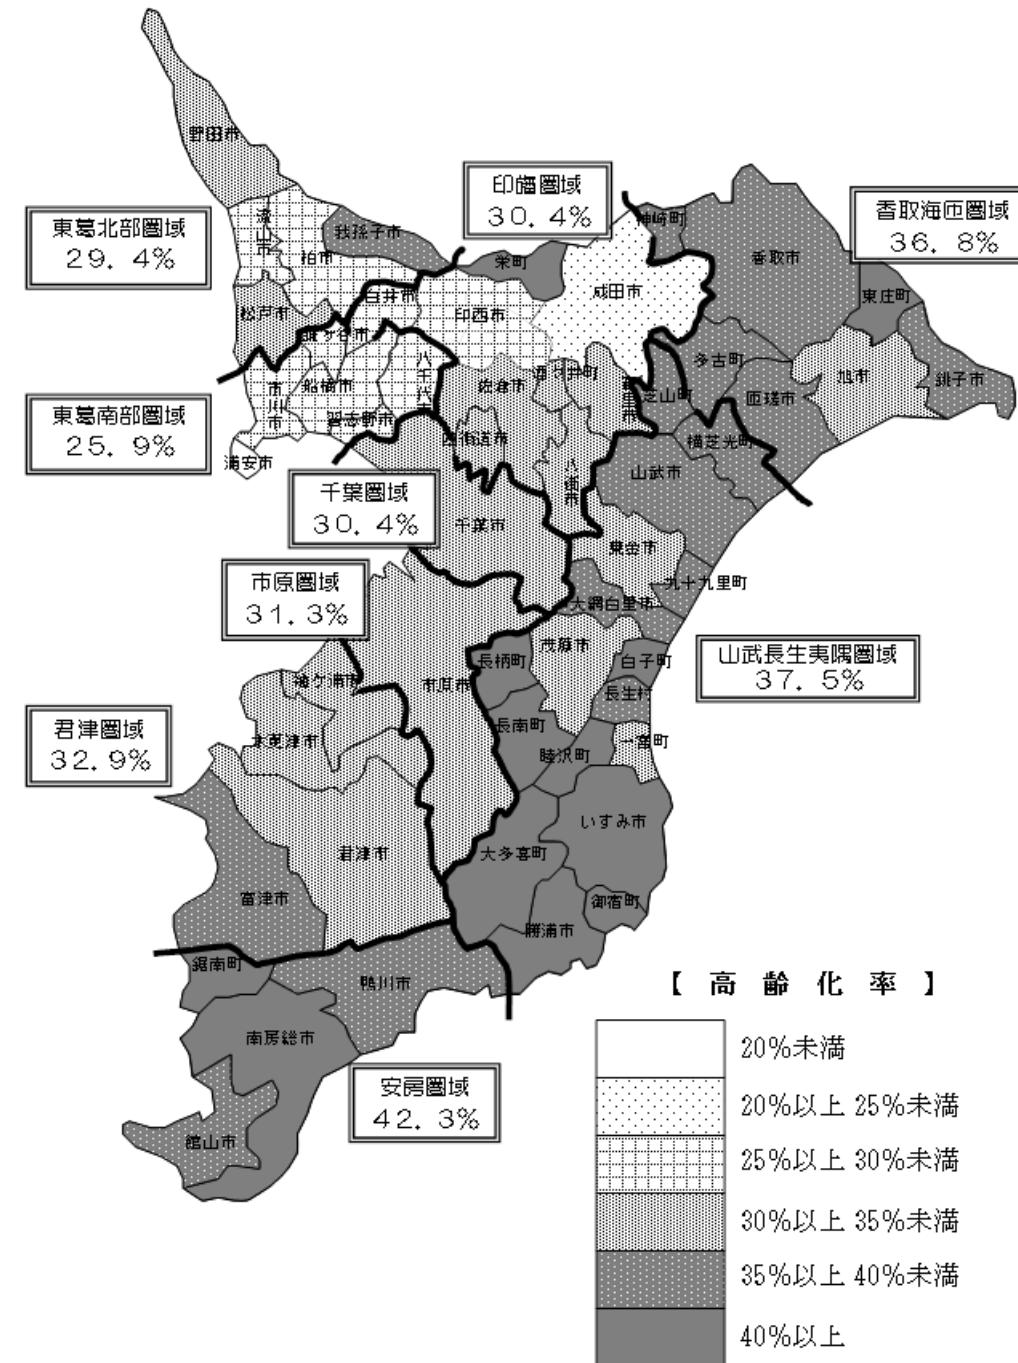 野田市
印旛圏域
30.4%
香取海匝圏域
36.8%
東葛北部圏域
29.4%
流山市
柏市
我孫子市
神崎町
香取市
栄町
成田市
東庄町
松戸市
白井市
印西市
鎌ケ谷市
多古町
旭市
銚子市
船橋市
八千代市
佐倉市
酒々井町
富里市
芝山町
匝瑳市
東葛南部圏域
25.9%
市川市
習志野市
四街道市
横芝光町
浦安市
八街市
山武市
千葉圏域
30.4%
千葉市
東金市
九十九里町
市原圏域
31.3%
大網白里市
茂原市
長柄町
白子町
山武長生夷隅圏域
37.5%
袖ケ浦市
市原市
長生村
君津圏域
32.9%
木更津市
長南町
一宮町
睦沢町
いすみ市
君津市
大多喜町
富津市
御宿町
勝浦市
鋸南町
鴨川市
南房総市
安房圏域
42.3%
館山市
【高齢化率】
20%未満
20%以上 25%未満
25%以上 30%未満
30%以上 35%未満
35%以上 40%未満
40%以上